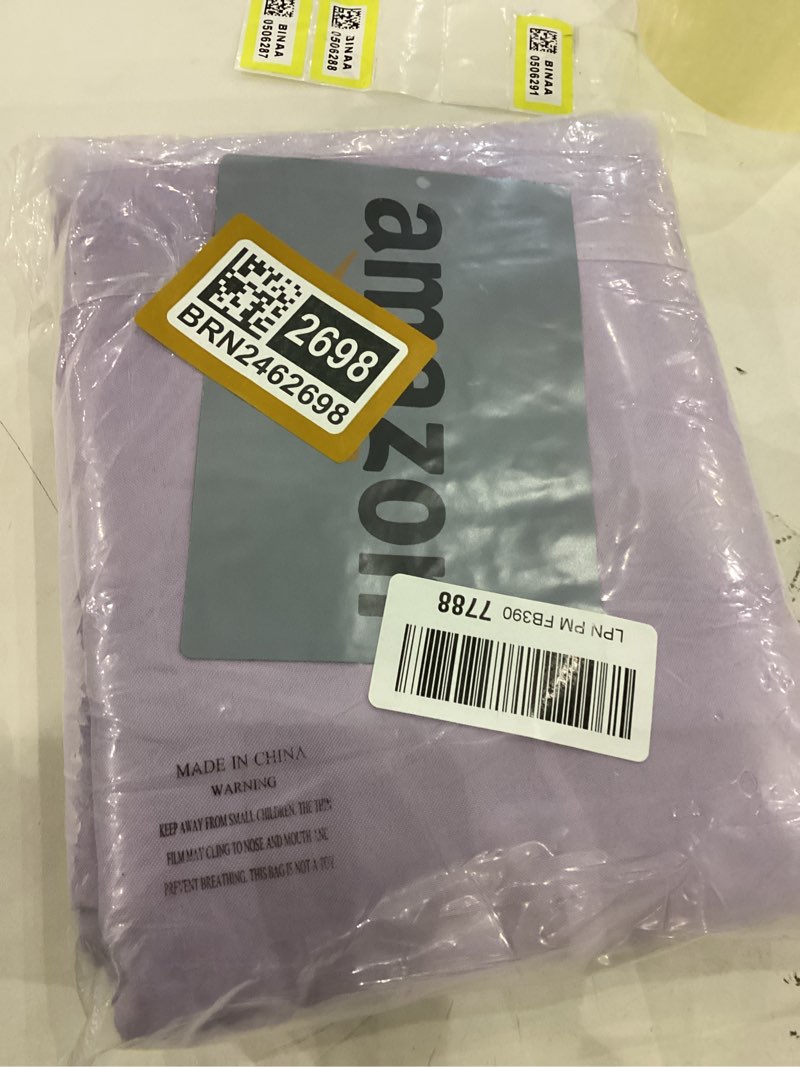 BINAA
0506287
BINAA
0506288
BINAA
0506291
amazon
2698
BRN2462698
LPN PM FB390 7788
MADE IN CHINA
WARNING
KEEP AWAY FROM SMALL CHILDREN. THE THIN
FILM MAY CLING TO NOSE AND MOUTH AND
PREVENT BREATHING. THIS BAG IS NOT A TOY